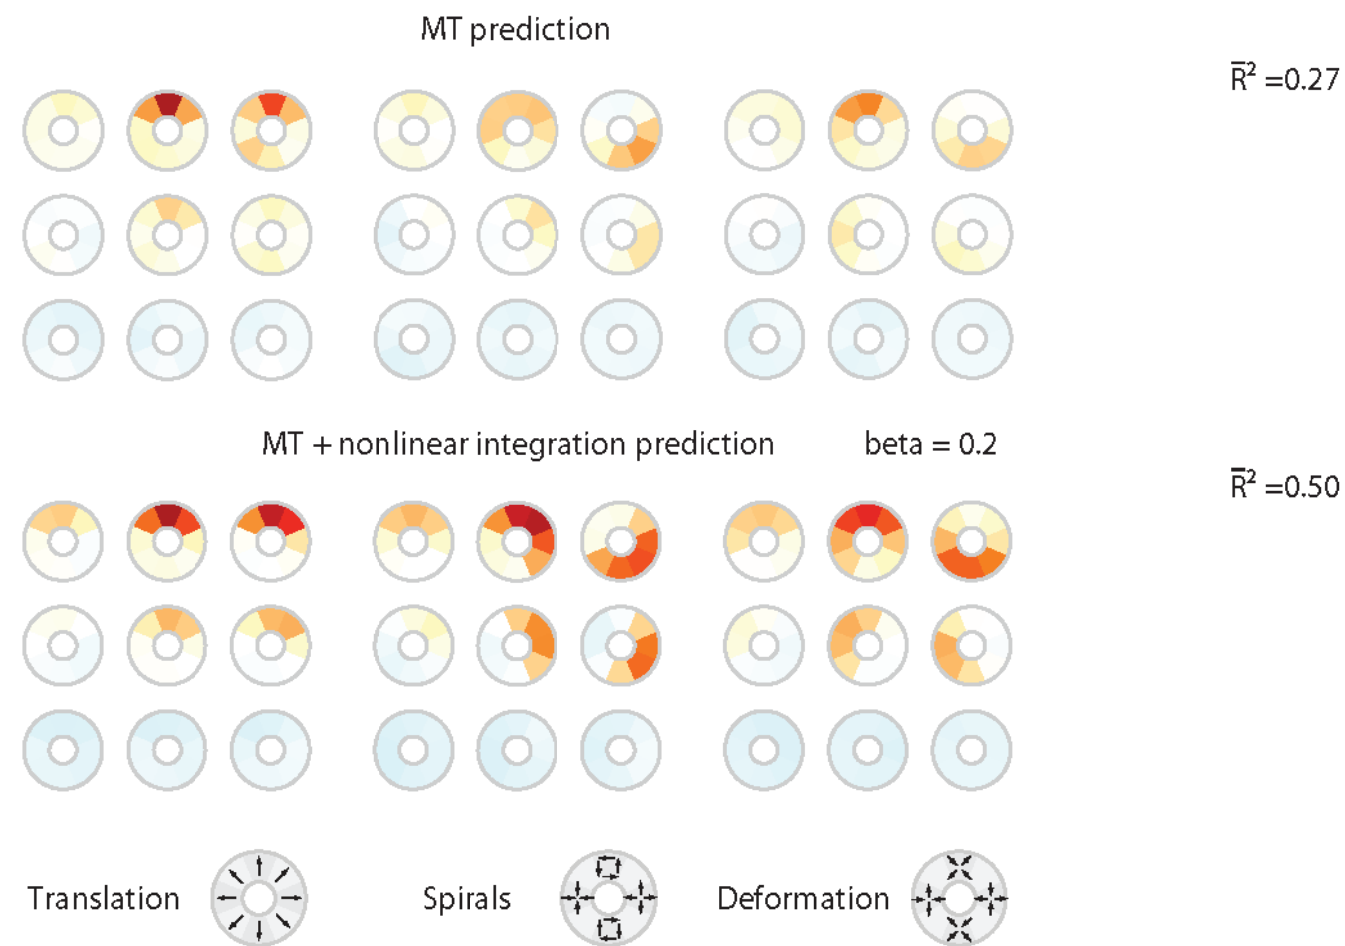 MT prediction
R̄² =0.27
MT + nonlinear integration prediction
beta = 0.2
R̄² =0.50
Translation
Spirals
Deformation